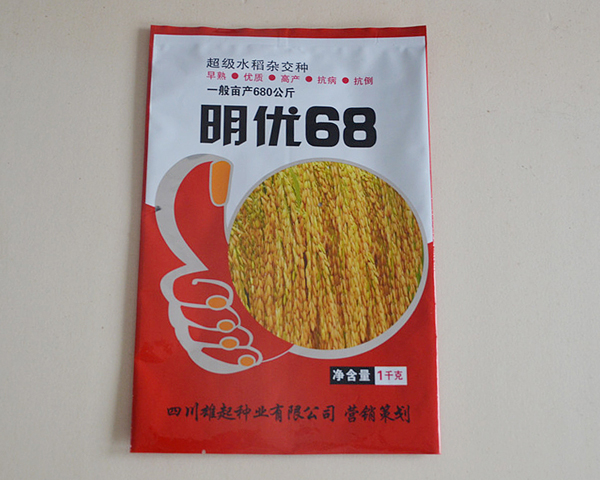 超级水稻杂交种
早熟 ● 优质 ● 高产 ● 抗病 ● 抗倒
一般亩产680公斤
明优68
净含量 1千克
四川雄起种业有限公司 营销策划